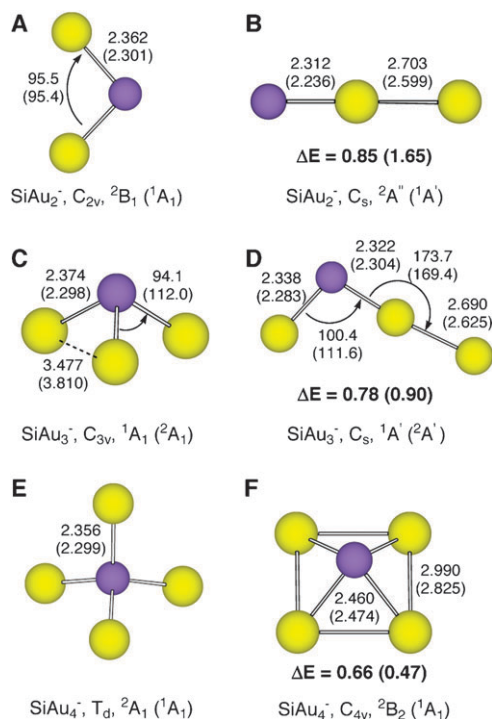 A
2.362
(2.301)
95.5
(95.4)
SiAu₂⁻, C₂ᵥ, ²B₁ (¹A₁)
B
2.312
(2.236)
2.703
(2.599)
ΔE = 0.85 (1.65)
SiAu₂⁻, Cₛ, ²A" (¹A')
C
2.374
(2.298)
94.1
(112.0)
3.477
(3.810)
SiAu₃⁻, C₃ᵥ, ¹A₁ (²A₁)
D
2.322
(2.304)
173.7
(169.4)
2.338
(2.283)
100.4
(111.6)
2.690
(2.625)
ΔE = 0.78 (0.90)
SiAu₃⁻, Cₛ, ¹A' (²A')
E
2.356
(2.299)
SiAu₄⁻, T_d, ²A₁ (¹A₁)
F
2.990
(2.825)
2.460
(2.474)
ΔE = 0.66 (0.47)
SiAu₄⁻, C₄ᵥ, ²B₂ (¹A₁)